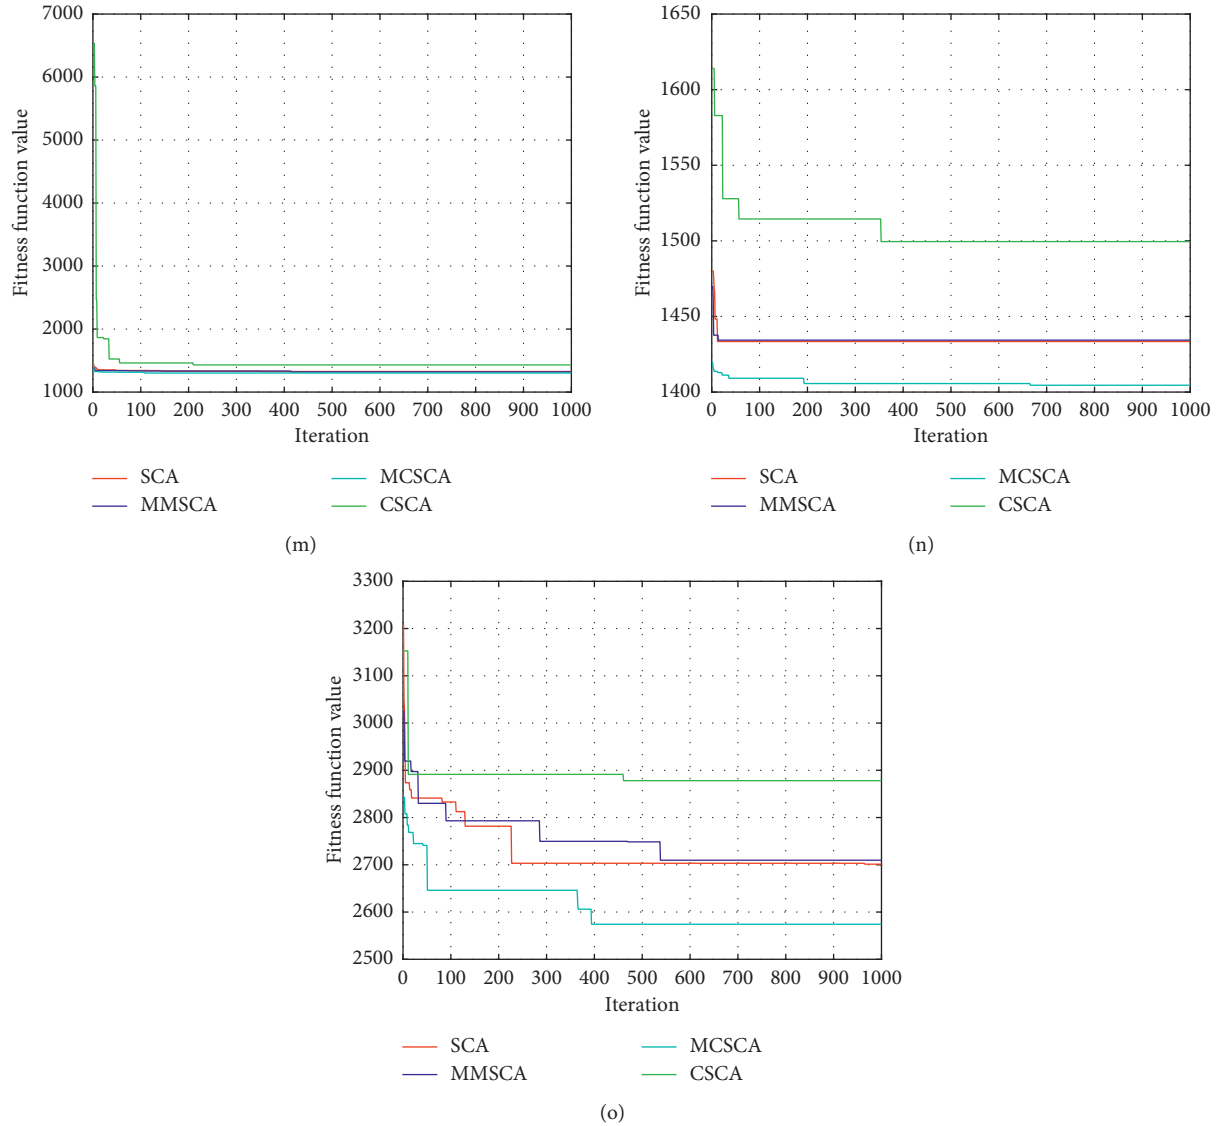 7000
6000
5000
4000
3000
2000
1000
Fitness function value
0 100 200 300 400 500 600 700 800 900 1000
Iteration
SCA MCSCA
MMSCA CSCA
(m)
1650
1600
1550
1500
1450
1400
Fitness function value
0 100 200 300 400 500 600 700 800 900 1000
Iteration
SCA MCSCA
MMSCA CSCA
(n)
3300
3200
3100
3000
2900
2800
2700
2600
2500
Fitness function value
0 100 200 300 400 500 600 700 800 900 1000
Iteration
SCA MCSCA
MMSCA CSCA
(o)